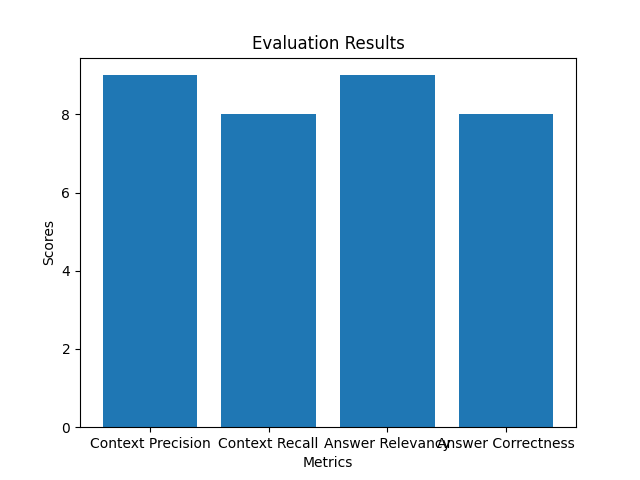 Evaluation Results
8
6
4
2
0
Scores
Context Precision
Context Recall
Answer Relevancy
Answer Correctness
Metrics